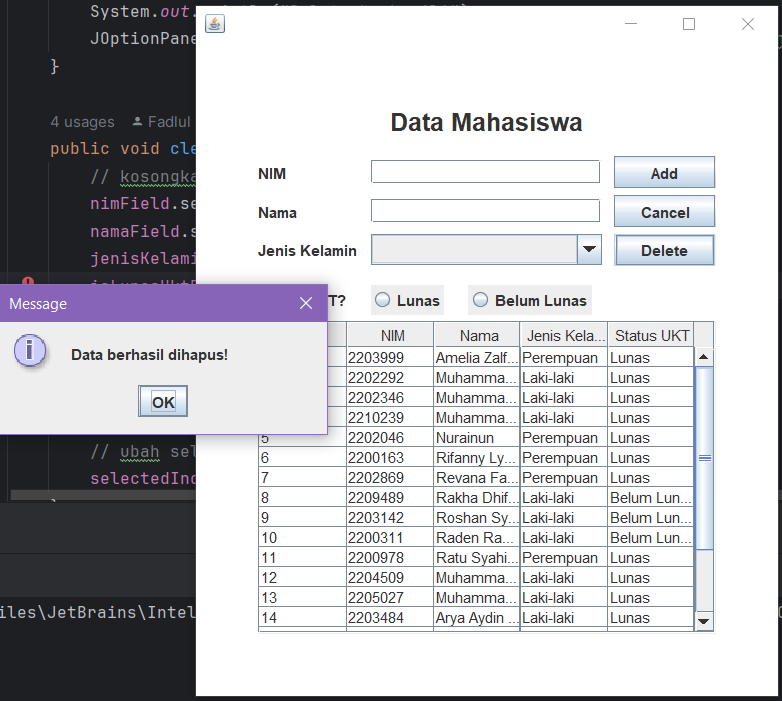 System.out.
JOptionPane
}
4 usages Fadlul
public void cle
// kosongka
nimField.se
namaField.s
jenisKelami
// ubah sel
selectedInd
iles\JetBrains\Intel
Data Mahasiswa
NIM
Add
Nama
Cancel
Jenis Kelamin
Delete
T? Lunas Belum Lunas
Message
Data berhasil dihapus!
OK
NIM Nama Jenis Kela... Status UKT
2203999 Amelia Zalf... Perempuan Lunas
2202292 Muhamma... Laki-laki Lunas
2202346 Muhamma... Laki-laki Lunas
2210239 Muhamma... Laki-laki Lunas
5 2202046 Nurainun Perempuan Lunas
6 2200163 Rifanny Ly... Perempuan Lunas
7 2202869 Revana Fa... Perempuan Lunas
8 2209489 Rakha Dhif... Laki-laki Belum Lun...
9 2203142 Roshan Sy... Laki-laki Belum Lun...
10 2200311 Raden Ra... Laki-laki Belum Lun...
11 2200978 Ratu Syahi... Perempuan Lunas
12 2204509 Muhamma... Laki-laki Lunas
13 2205027 Muhamma... Laki-laki Lunas
14 2203484 Arya Aydin ... Laki-laki Lunas